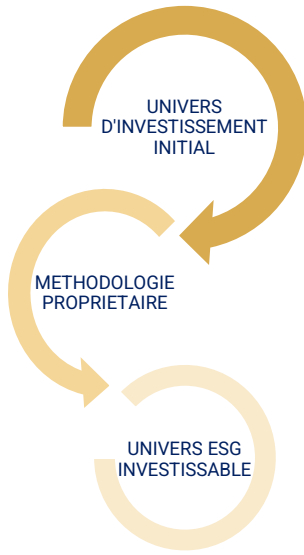 UNIVERS
D'INVESTISSEMENT
INITIAL
METHODOLOGIE
PROPRIETAIRE
UNIVERS ESG
INVESTISSABLE